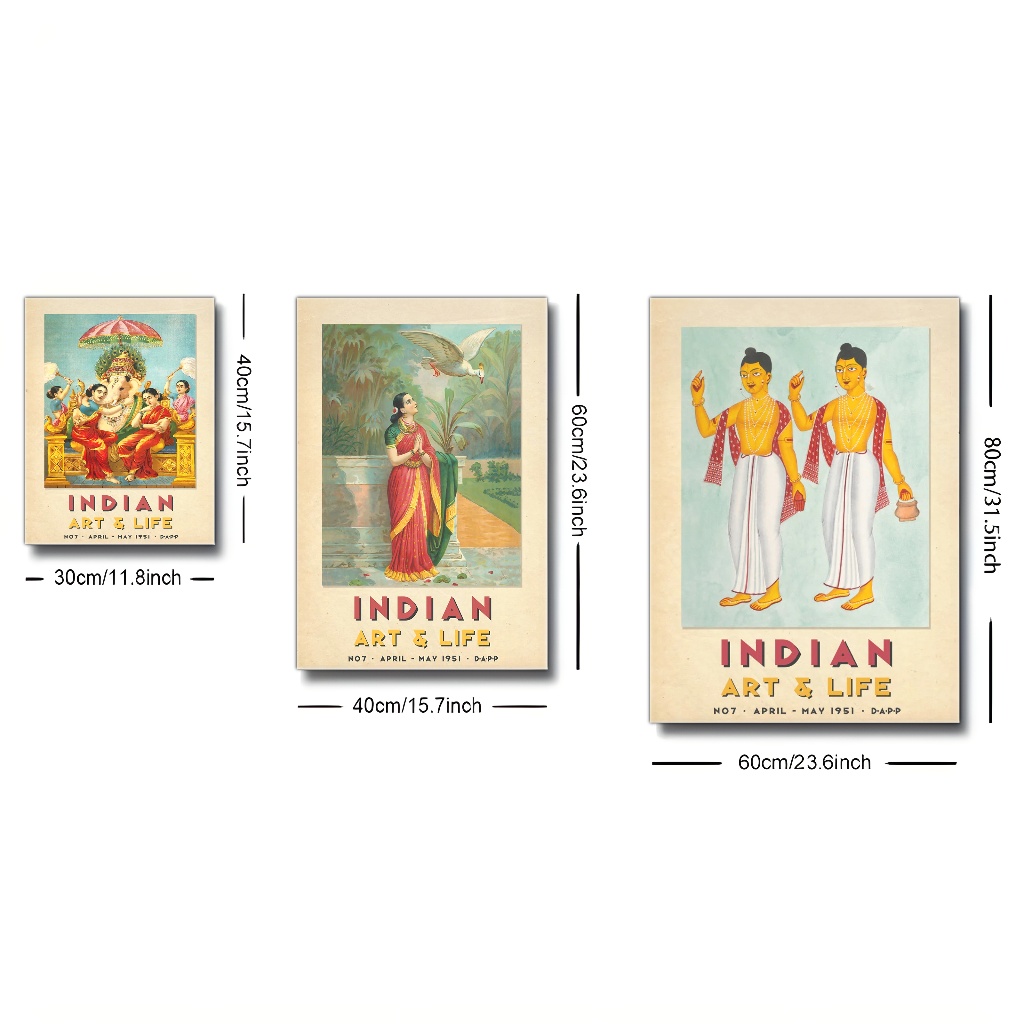 INDIAN
ART & LIFE
NO7 · APRIL - MAY 1951 · D·A·P·P
40cm/15.7inch
30cm/11.8inch
INDIAN
ART & LIFE
NO7 · APRIL - MAY 1951 · D·A·P·P
60cm/23.6inch
40cm/15.7inch
INDIAN
ART & LIFE
NO7 · APRIL - MAY 1951 · D·A·P·P
80cm/31.5inch
60cm/23.6inch